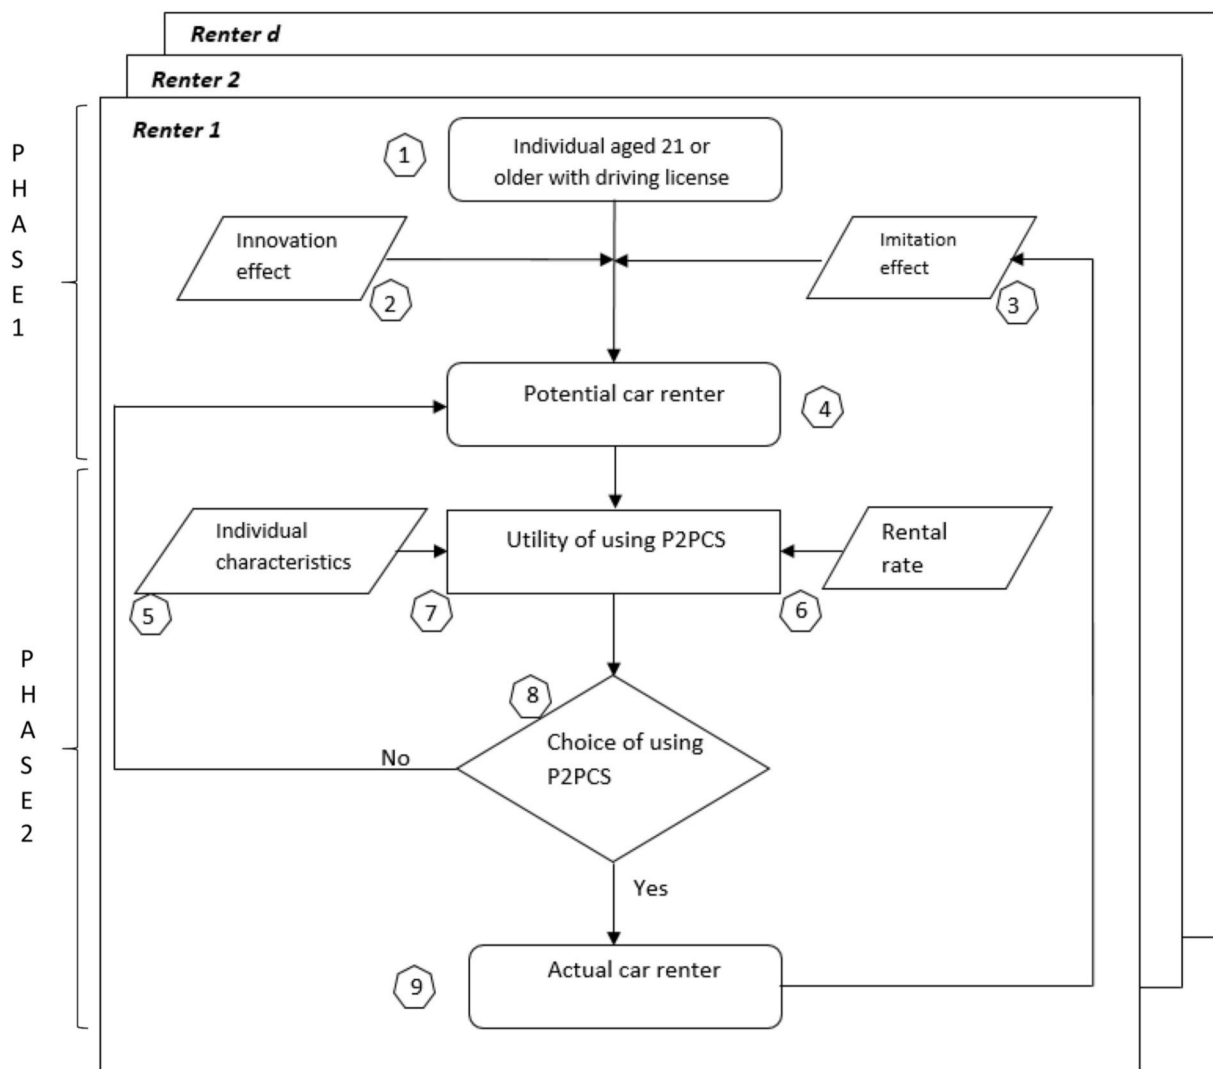 Renter d
Renter 2
Renter 1
PHASE 1
1
Individual aged 21 or
older with driving license
Innovation
effect
2
Imitation
effect
3
Potential car renter
4
PHASE 2
Individual
characteristics
5
Utility of using P2PCS
7
Rental
rate
6
8
Choice of using
P2PCS
No
Yes
Actual car renter
9